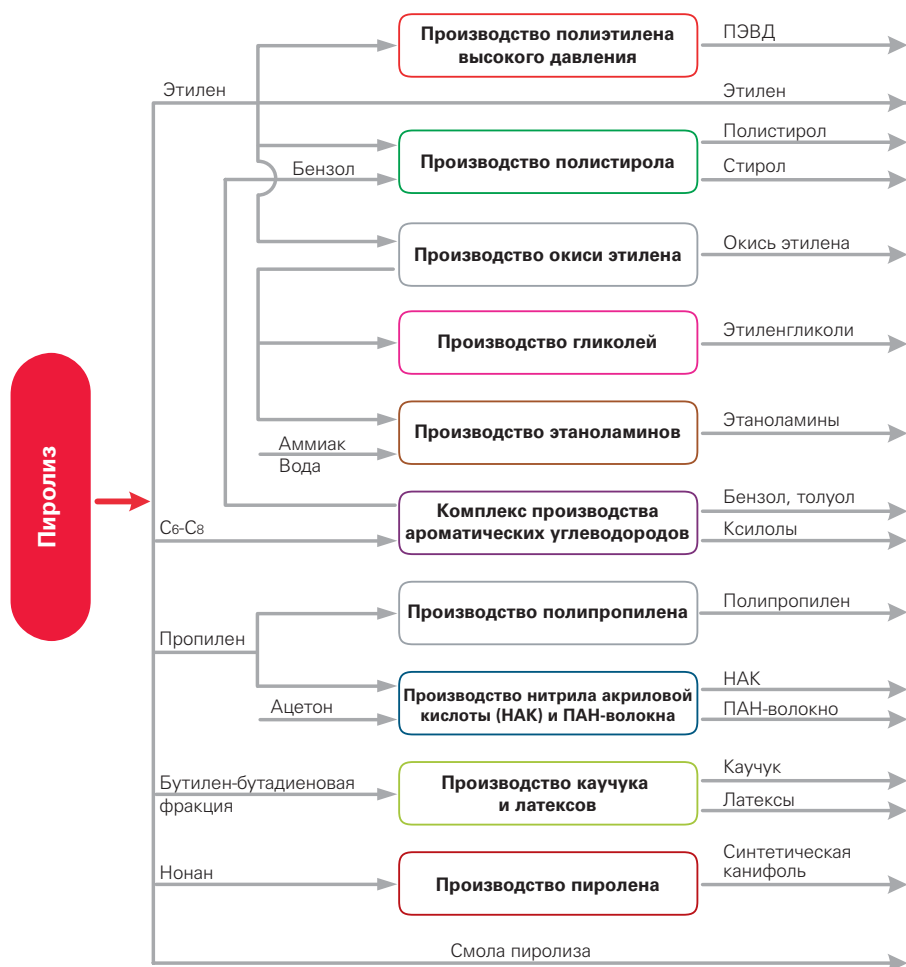 Производство полиэтилена
высокого давления
ПЭВД
Этилен
Этилен
Полистирол
Производство полистирола
Бензол
Стирол
Производство окиси этилена
Окись этилена
Производство гликолей
Этиленгликоли
Производство этаноламинов
Этаноламины
Аммиак
Вода
Пиролиз
Комплекс производства
ароматических углеводородов
Бензол, толуол
Ксилолы
C6-C8
Производство полипропилена
Полипропилен
Пропилен
Производство нитрила акриловой
кислоты (НАК) и ПАН-волокна
НАК
ПАН-волокно
Ацетон
Бутилен-бутадиеновая
фракция
Производство каучука
и латексов
Каучук
Латексы
Нонан
Производство пиролена
Синтетическая
канифоль
Смола пиролиза